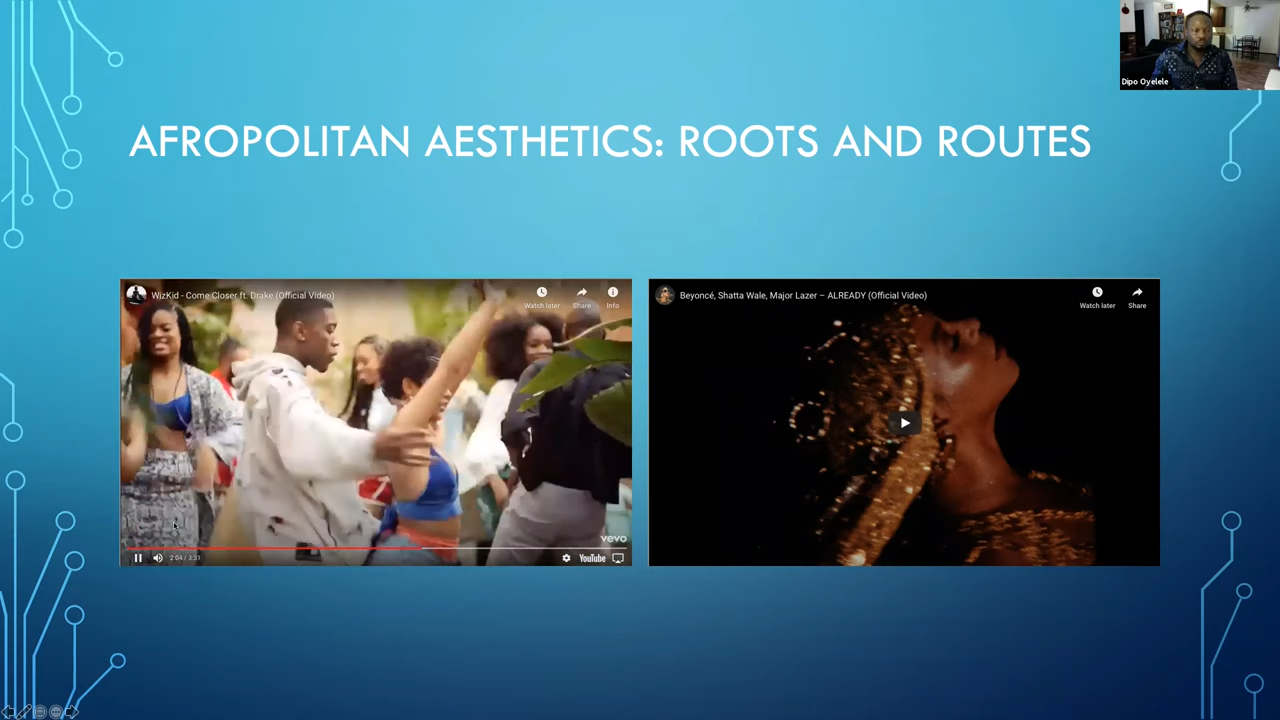 Dipo Oyelele
AFROPOLITAN AESTHETICS: ROOTS AND ROUTES
WizKid - Come Closer ft. Drake (Official Video)
Watch later
Share
Info
vevo
2:04 / 3:31
YouTube
Beyoncé, Shatta Wale, Major Lazer – ALREADY (Official Video)
Watch later
Share